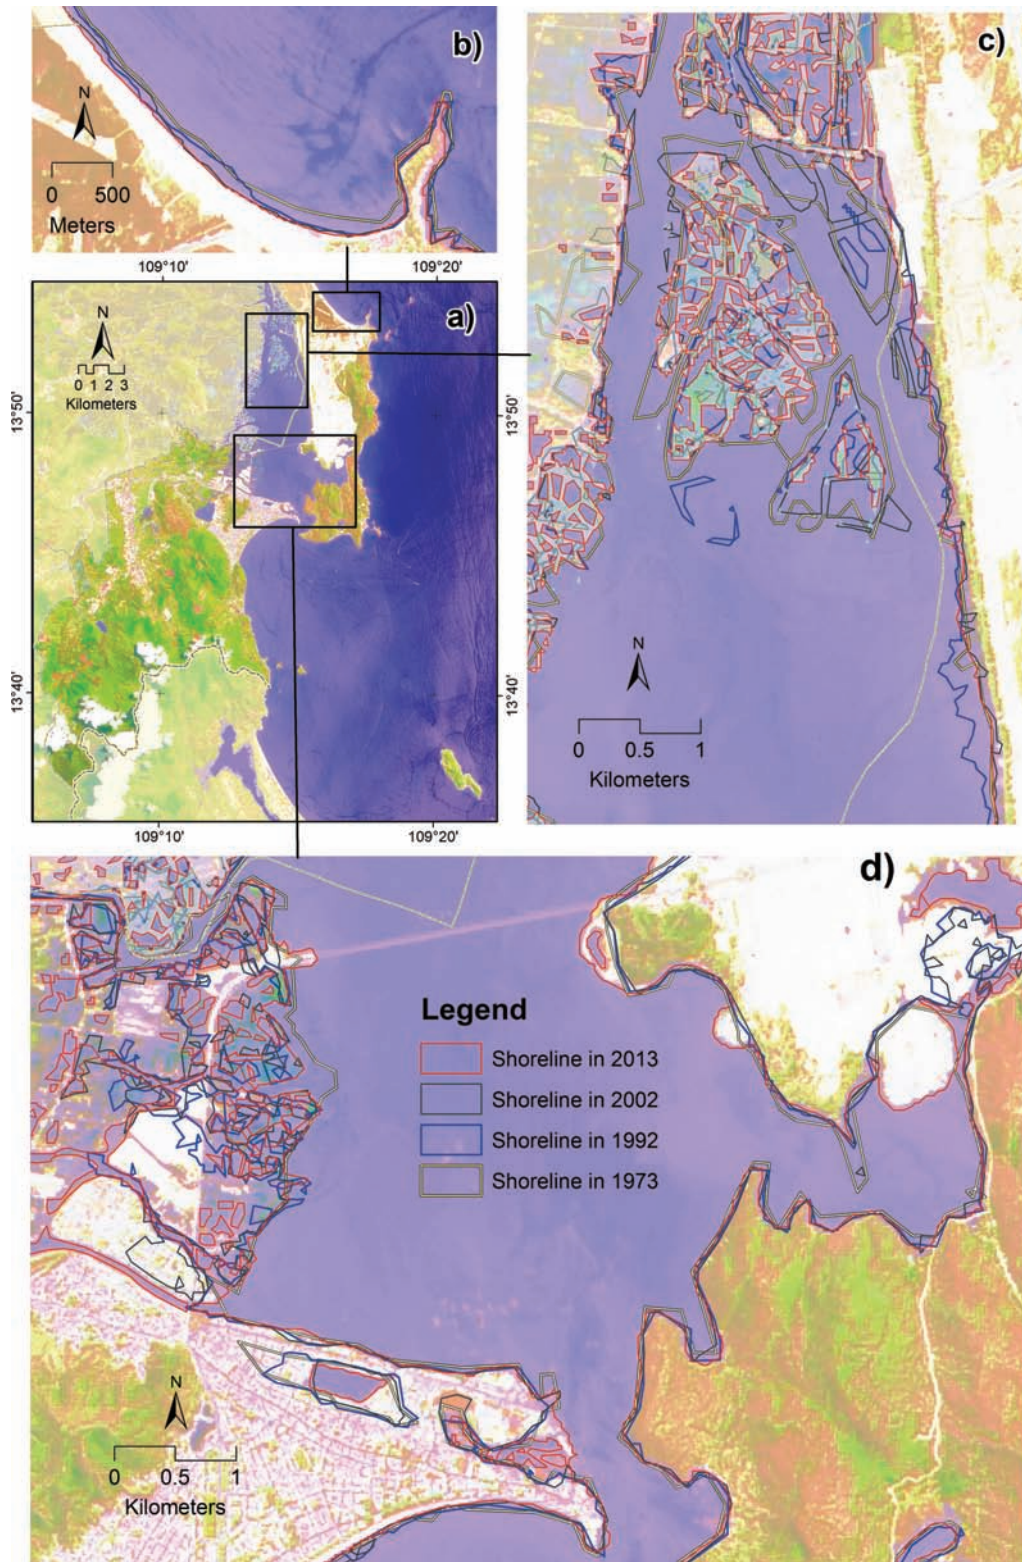 b)
N
0 500
Meters
109°10' 109°20'
a)
N
0 1 2 3
Kilometers
13°50'
13°50'
13°40'
13°40'
109°10' 109°20'
c)
N
0 0.5 1
Kilometers
d)
Legend
Shoreline in 2013
Shoreline in 2002
Shoreline in 1992
Shoreline in 1973
N
0 0.5 1
Kilometers